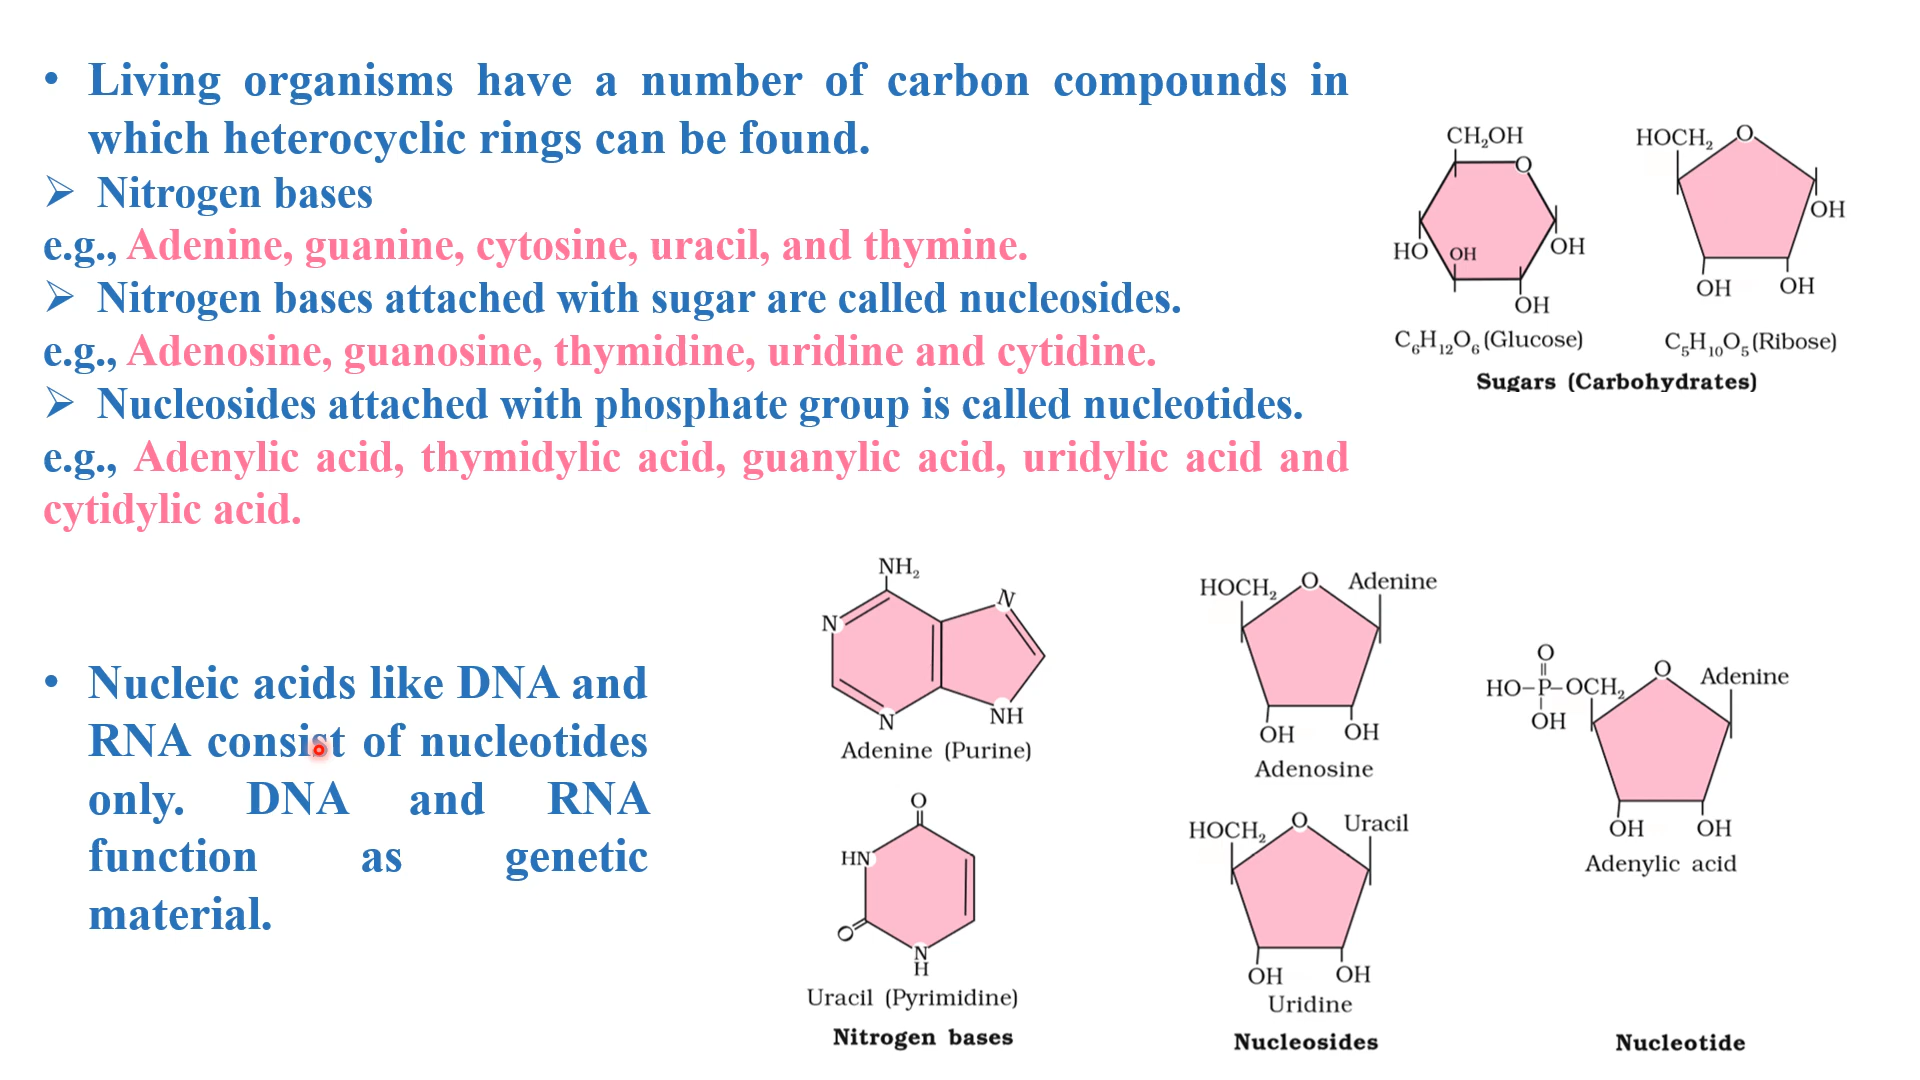 • Living organisms have a number of carbon compounds in
which heterocyclic rings can be found.
➢ Nitrogen bases
e.g., Adenine, guanine, cytosine, uracil, and thymine.
➢ Nitrogen bases attached with sugar are called nucleosides.
e.g., Adenosine, guanosine, thymidine, uridine and cytidine.
➢ Nucleosides attached with phosphate group is called nucleotides.
e.g., Adenylic acid, thymidylic acid, guanylic acid, uridylic acid and
cytidylic acid.
• Nucleic acids like DNA and
RNA consist of nucleotides
only. DNA and RNA
function as genetic
material.
CH₂OH
O
HO
OH
OH
OH
C₆H₁₂O₆ (Glucose)
HOCH₂
O
OH
OH
OH
C₅H₁₀O₅ (Ribose)
Sugars (Carbohydrates)
NH₂
N
N
N
NH
Adenine (Purine)
O
HN
O
N
H
Uracil (Pyrimidine)
Nitrogen bases
HOCH₂
O
Adenine
OH
OH
Adenosine
HOCH₂
O
Uracil
OH
OH
Uridine
Nucleosides
O
HO–P–OCH₂
OH
O
Adenine
OH
OH
Adenylic acid
Nucleotide